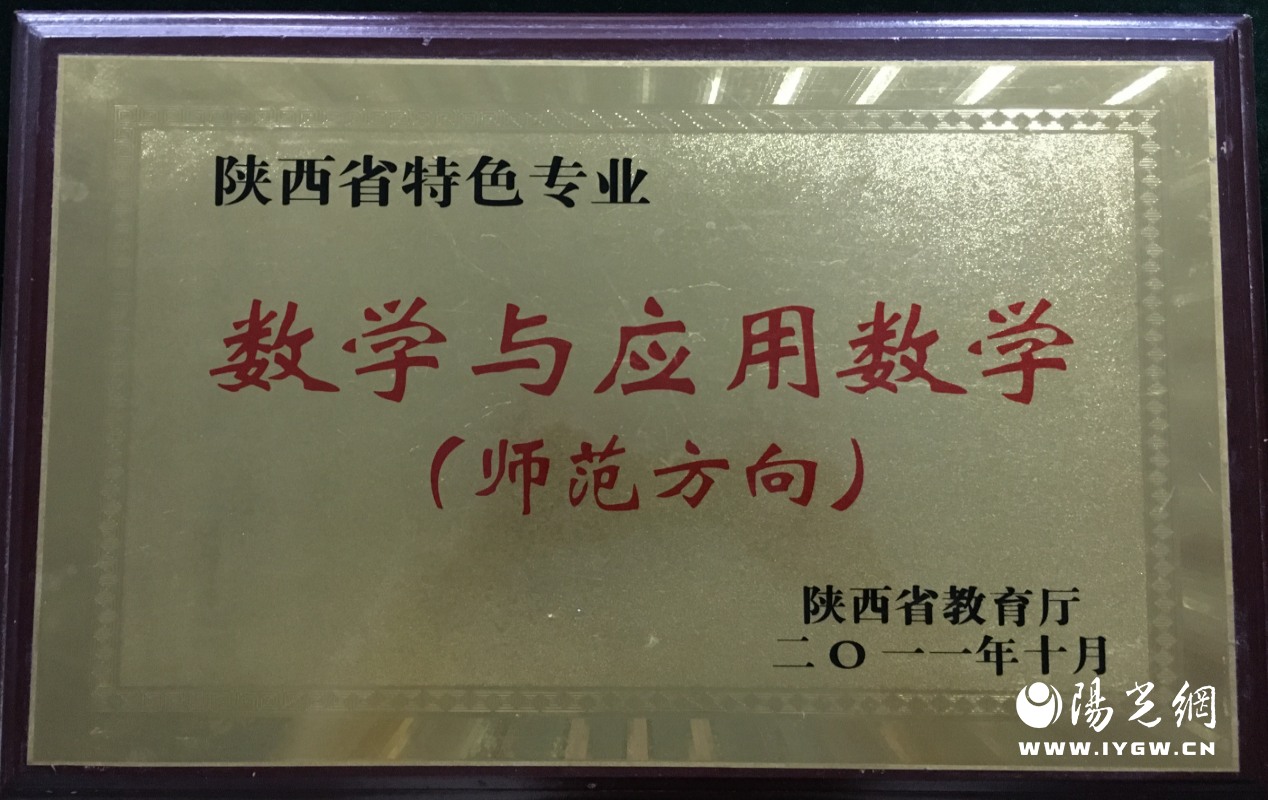 陕西省特色专业
数学与应用数学
（师范方向）
陕西省教育厅
二〇一一年十月
陽光網
WWW.IYGW.CN